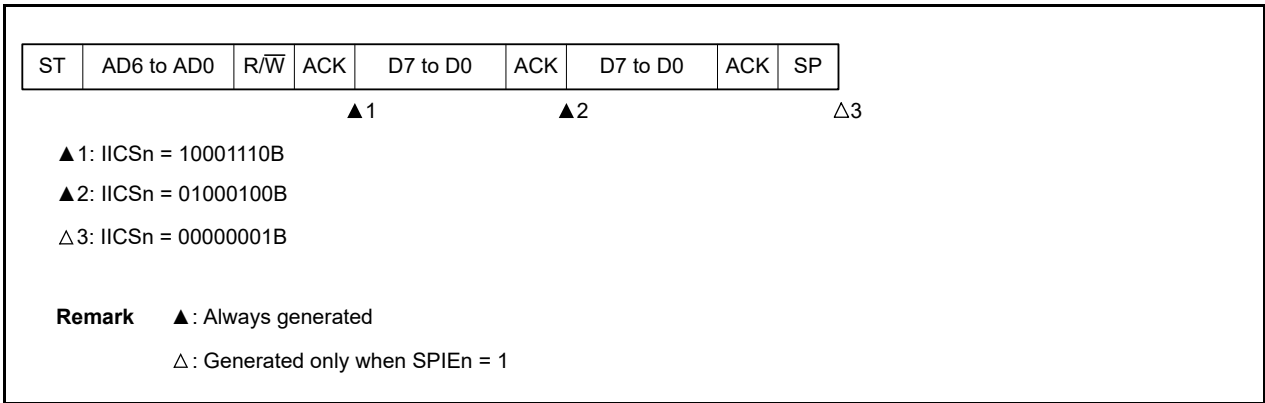 ST AD6 to AD0 R/W̅ ACK D7 to D0 ACK D7 to D0 ACK SP
▲1 ▲2 △3
▲1: IICSn = 10001110B
▲2: IICSn = 01000100B
△3: IICSn = 00000001B
Remark ▲: Always generated
△: Generated only when SPIEn = 1